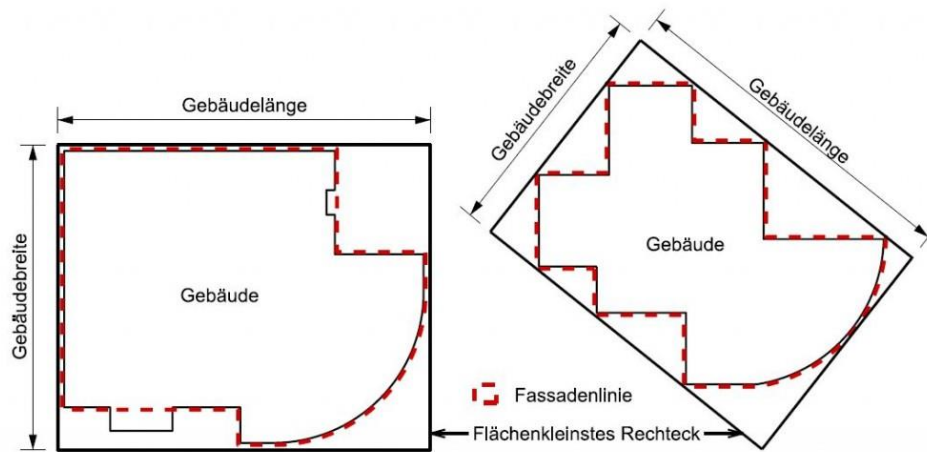 Gebäudelänge
Gebäudebreite
Gebäude
Gebäudebreite
Gebäudelänge
Gebäude
Fassadenlinie
Flächenkleinstes Rechteck